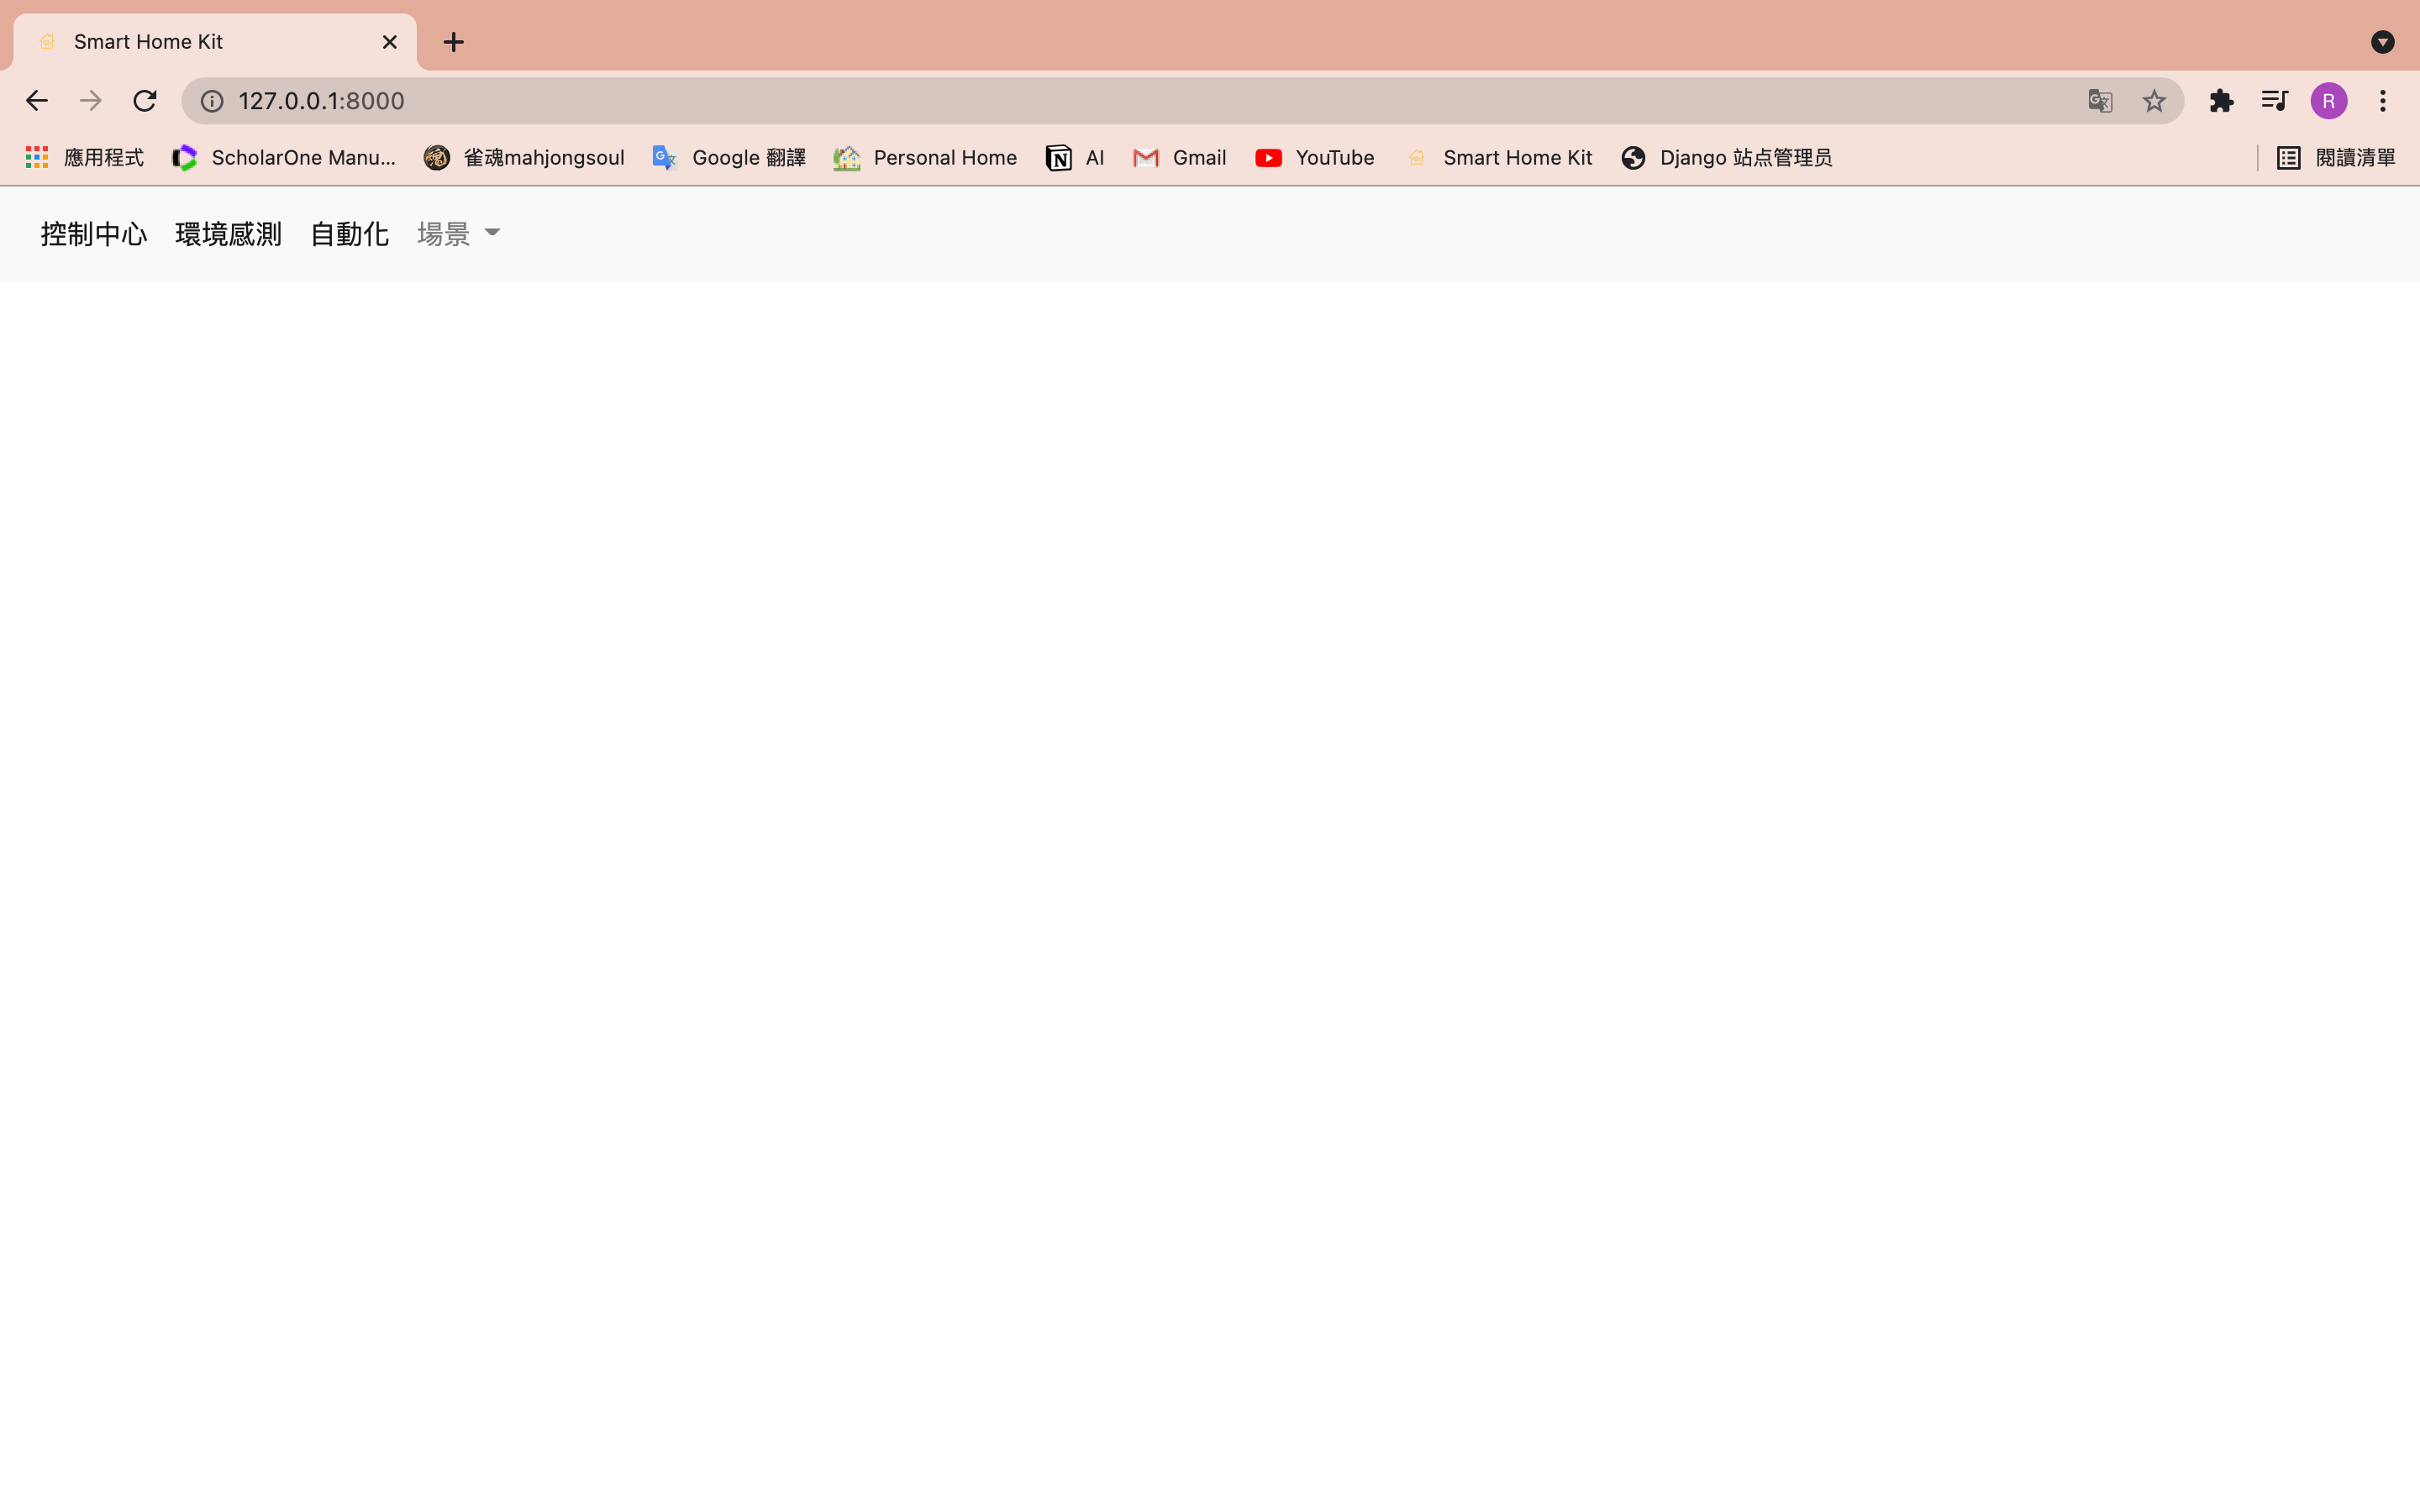 Smart Home Kit
127.0.0.1:8000
R
應用程式 ScholarOne Manu... 雀魂mahjongsoul Google 翻譯 Personal Home AI Gmail YouTube Smart Home Kit Django 站点管理员 閱讀清單
控制中心 環境感測 自動化 場景